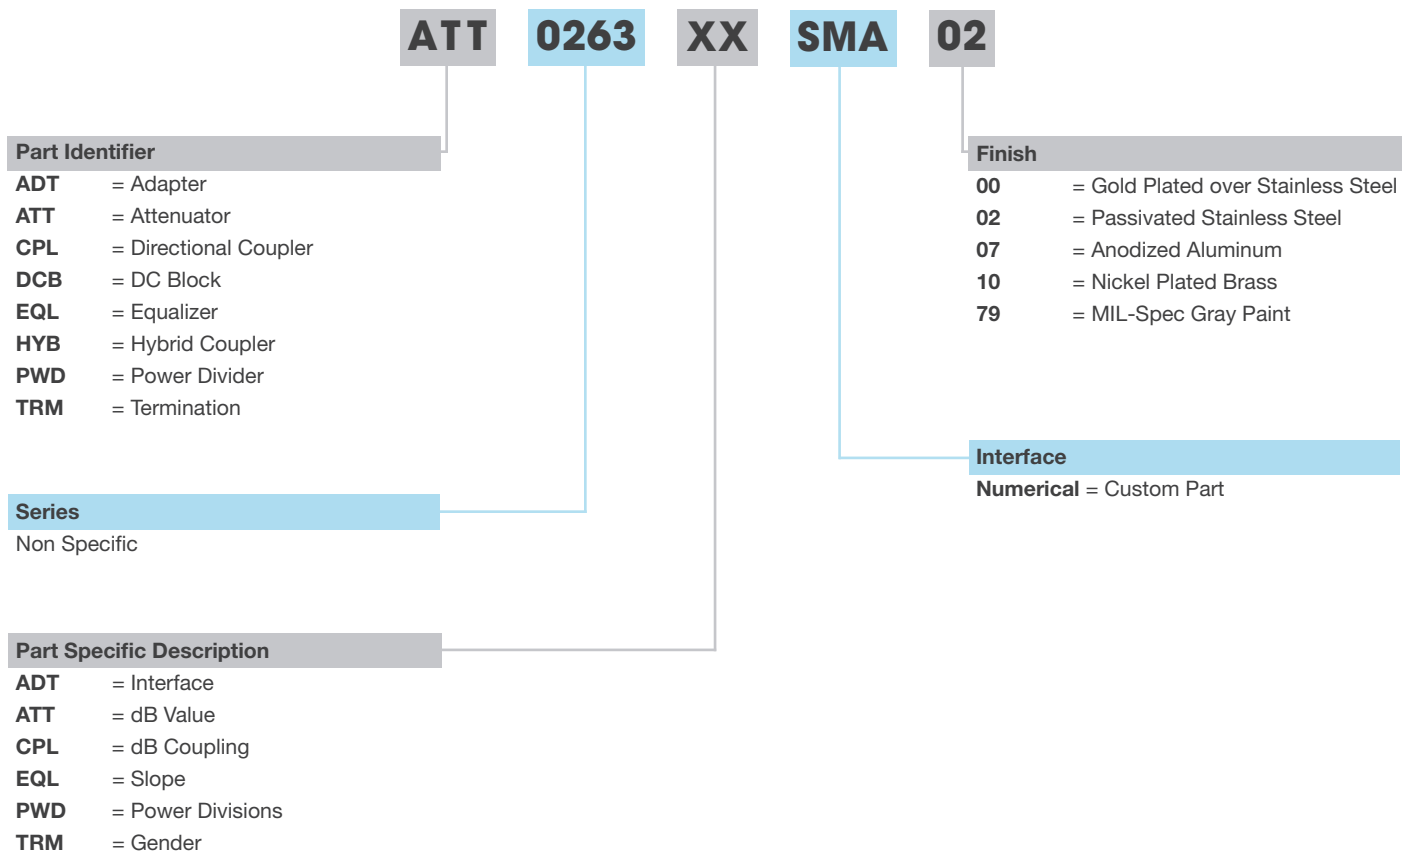 ATT 0263 XX SMA 02
Part Identifier
ADT = Adapter
ATT = Attenuator
CPL = Directional Coupler
DCB = DC Block
EQL = Equalizer
HYB = Hybrid Coupler
PWD = Power Divider
TRM = Termination
Series
Non Specific
Part Specific Description
ADT = Interface
ATT = dB Value
CPL = dB Coupling
EQL = Slope
PWD = Power Divisions
TRM = Gender
Finish
00 = Gold Plated over Stainless Steel
02 = Passivated Stainless Steel
07 = Anodized Aluminum
10 = Nickel Plated Brass
79 = MIL-Spec Gray Paint
Interface
Numerical = Custom Part